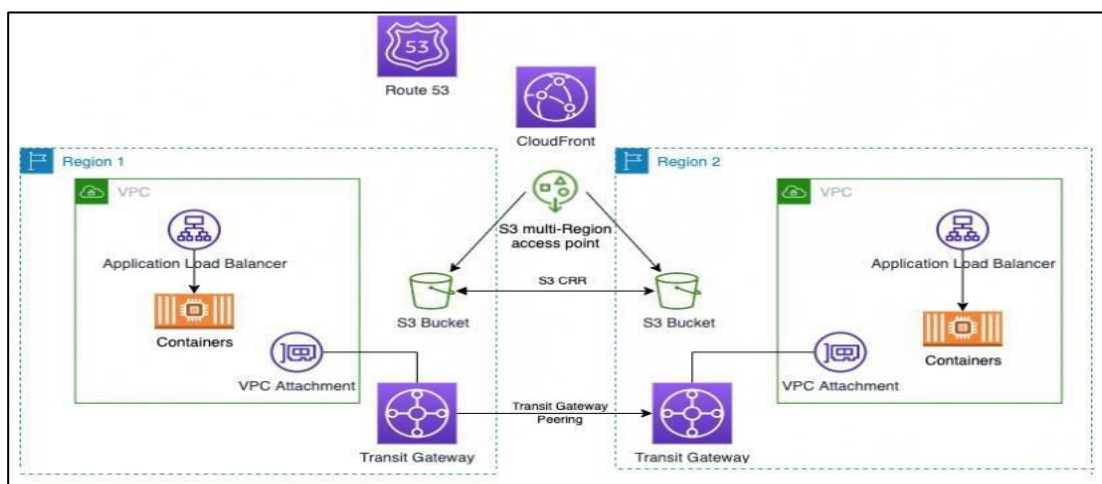 53
Route 53
CloudFront
Region 1
Region 2
VPC
VPC
S3 multi-Region
access point
Application Load Balancer
Application Load Balancer
S3 CRR
S3 Bucket
S3 Bucket
Containers
Containers
VPC Attachment
VPC Attachment
Transit Gateway
Peering
Transit Gateway
Transit Gateway